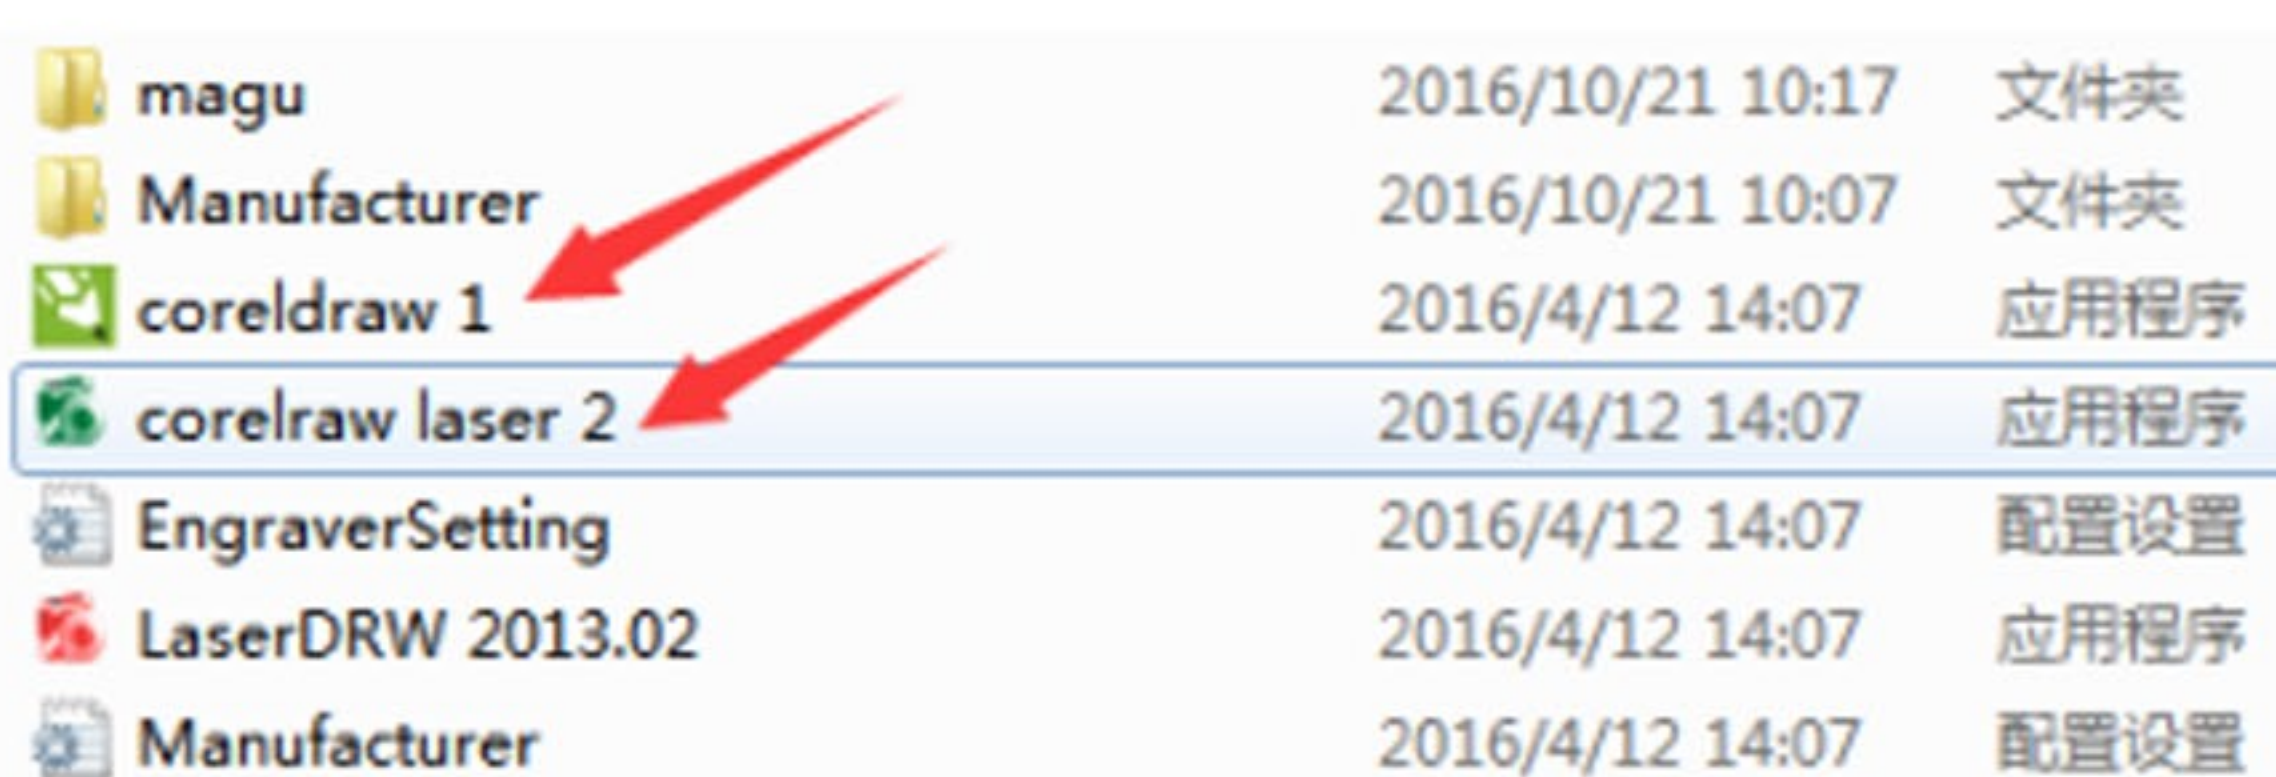 magu 2016/10/21 10:17 文件夹
Manufacturer 2016/10/21 10:07 文件夹
coreldraw 1 2016/4/12 14:07 应用程序
corelraw laser 2 2016/4/12 14:07 应用程序
EngraverSetting 2016/4/12 14:07 配置设置
LaserDRW 2013.02 2016/4/12 14:07 应用程序
Manufacturer 2016/4/12 14:07 配置设置